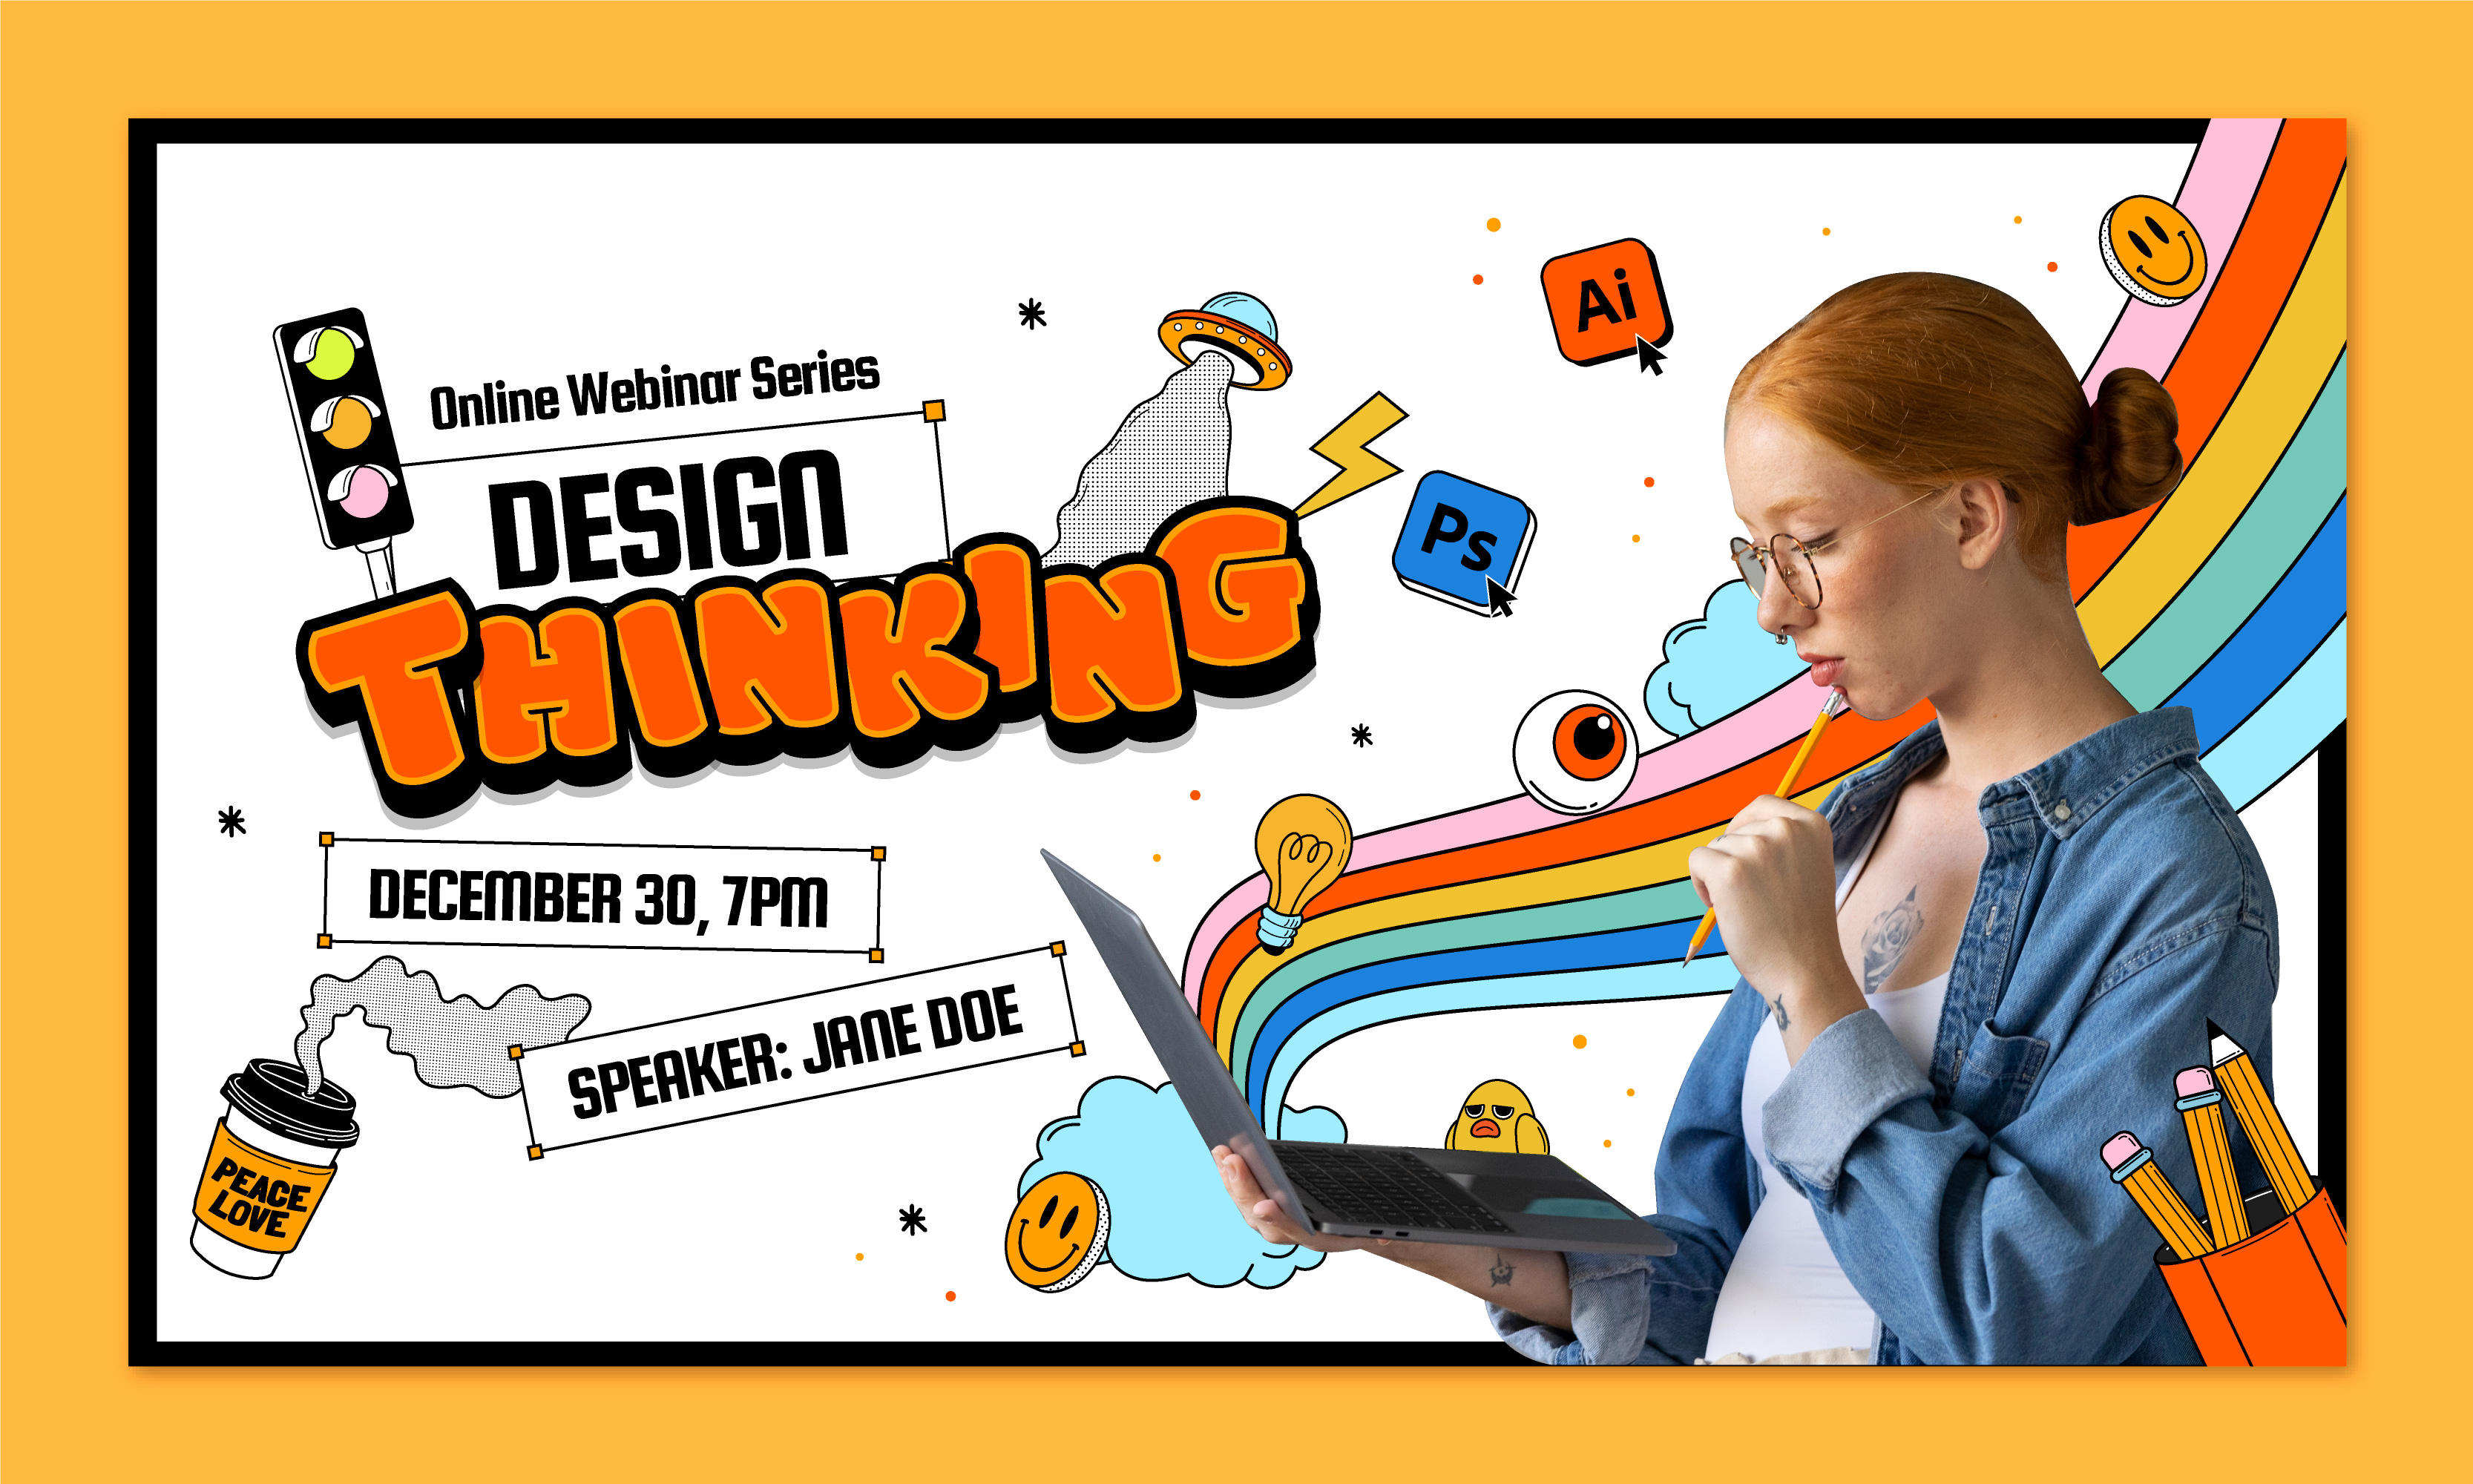 Online Webinar Series
DESIGN
THINKING
DECEMBER 30, 7PM
SPEAKER: JANE DOE
PEACE
LOVE
Ai
Ps